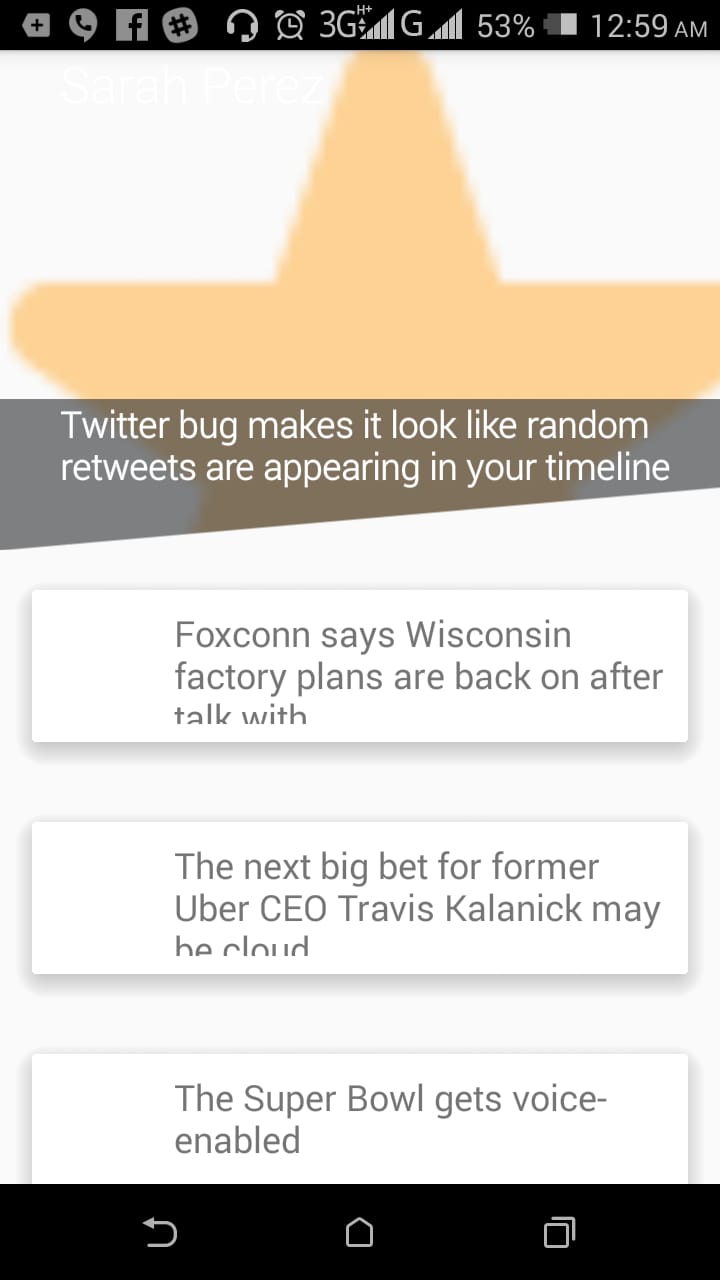 3G H+ G 53% 12:59 AM
Sarah Perez
Twitter bug makes it look like random
retweets are appearing in your timeline
Foxconn says Wisconsin
factory plans are back on after
talk with
The next big bet for former
Uber CEO Travis Kalanick may
be cloud
The Super Bowl gets voice-
enabled